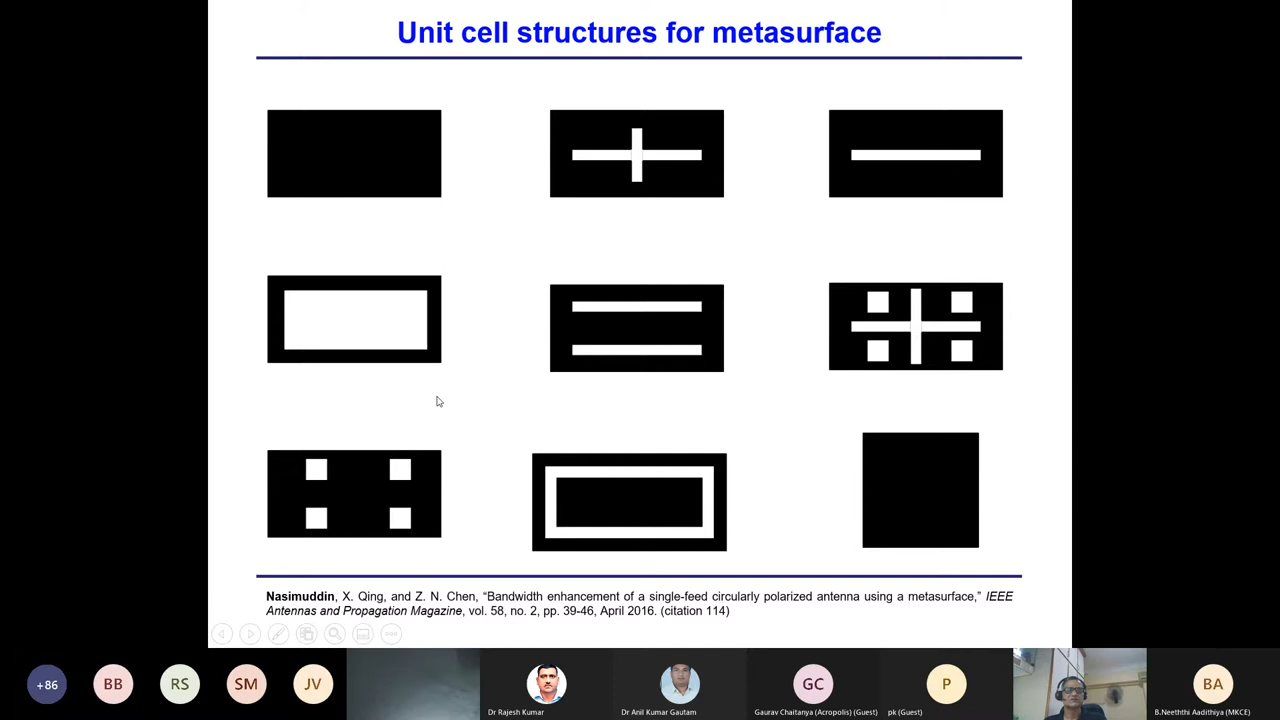 Unit cell structures for metasurface
Nasimuddin, X. Qing, and Z. N. Chen, “Bandwidth enhancement of a single-feed circularly polarized antenna using a metasurface,” IEEE
Antennas and Propagation Magazine, vol. 58, no. 2, pp. 39-46, April 2016. (citation 114)
+86
BB
RS
SM
JV
GC
P
BA
Dr Rajesh Kumar
Dr Anil Kumar Gautam
Gaurav Chaitanya (Acropolis) (Guest)
pk (Guest)
B.Neeththi Aadithiya (MKCE)